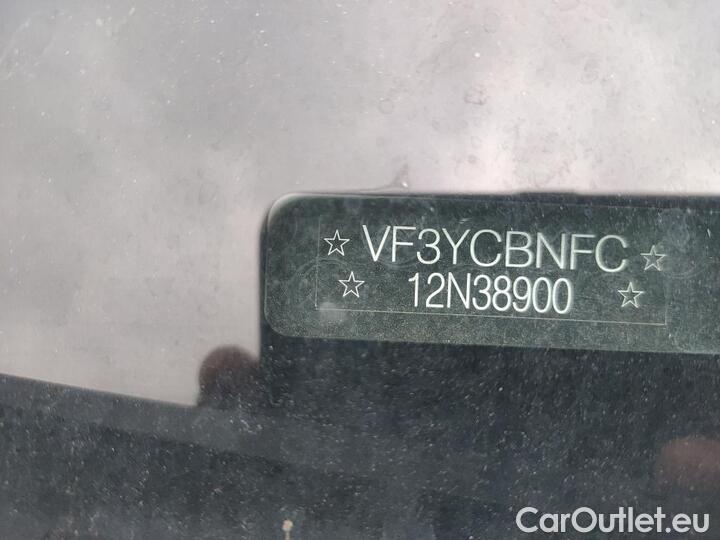 ☆ VF3YCBNFC ☆
☆ 12N38900 ☆
CarOutlet.eu